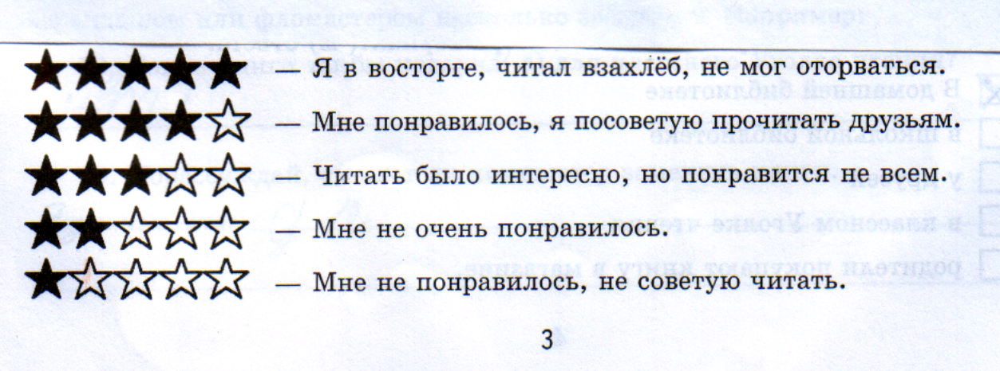 ★★★★★ — Я в восторге, читал взахлёб, не мог оторваться.
★★★★☆ — Мне понравилось, я посоветую прочитать друзьям.
★★★☆☆ — Читать было интересно, но понравится не всем.
★★☆☆☆ — Мне не очень понравилось.
★☆☆☆☆ — Мне не понравилось, не советую читать.
3